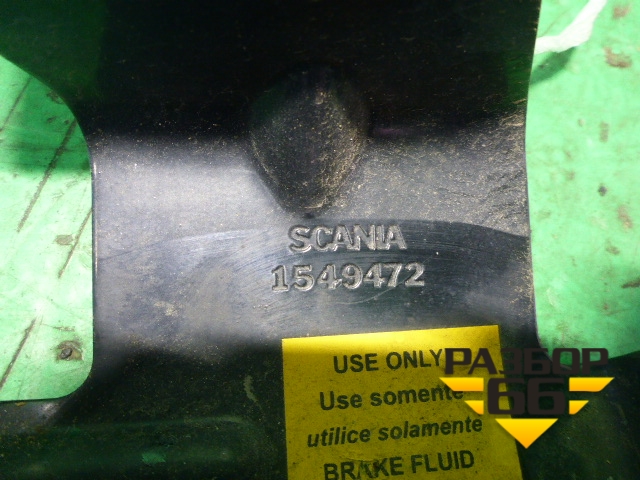 SCANIA
1549472
USE ONLY
Use somente
utilice solamente
BRAKE FLUID
РАЗБОР
66